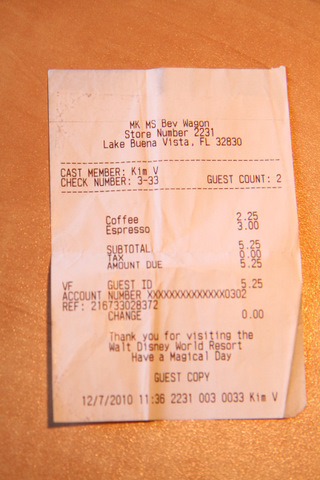 MK MS Bev Wagon
Store Number 2231
Lake Buena Vista, FL 32830
CAST MEMBER: Kim V
CHECK NUMBER: 3-33 GUEST COUNT: 2
Coffee 2.25
Espresso 3.00
SUBTOTAL 5.25
TAX 0.00
AMOUNT DUE 5.25
VF GUEST ID 5.25
ACCOUNT NUMBER XXXXXXXXXXXXX0302
REF: 216733028372
CHANGE 0.00
Thank you for visiting the
Walt Disney World Resort
Have a Magical Day
GUEST COPY
12/7/2010 11:36 2231 003 0033 Kim V